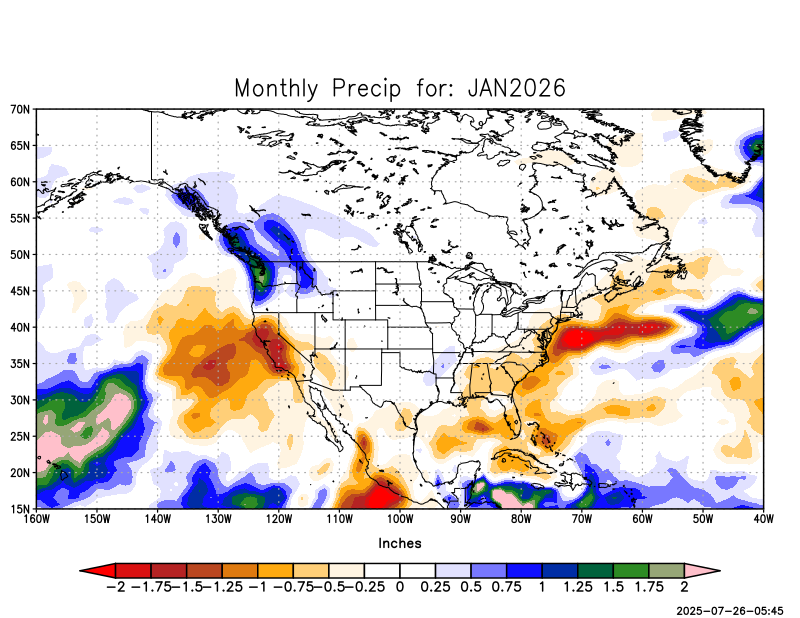 Monthly Precip for: JAN2026
70N
65N
60N
55N
50N
45N
40N
35N
30N
25N
20N
15N
160W 150W 140W 130W 120W 110W 100W 90W 80W 70W 60W 50W 40W
Inches
-2 -1.75 -1.5 -1.25 -1 -0.75 -0.5 -0.25 0 0.25 0.5 0.75 1 1.25 1.5 1.75 2
2025-07-26-05:45